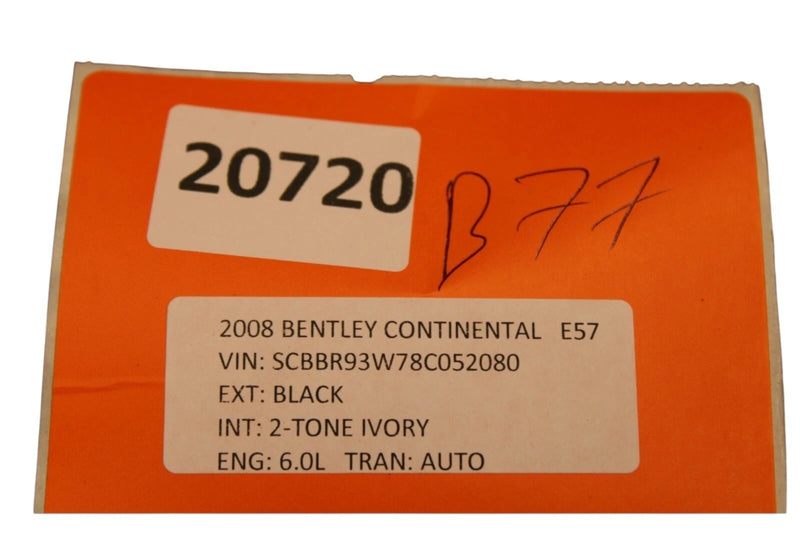 20720
B77
2008 BENTLEY CONTINENTAL E57
VIN: SCBBR93W78C052080
EXT: BLACK
INT: 2-TONE IVORY
ENG: 6.0L TRAN: AUTO